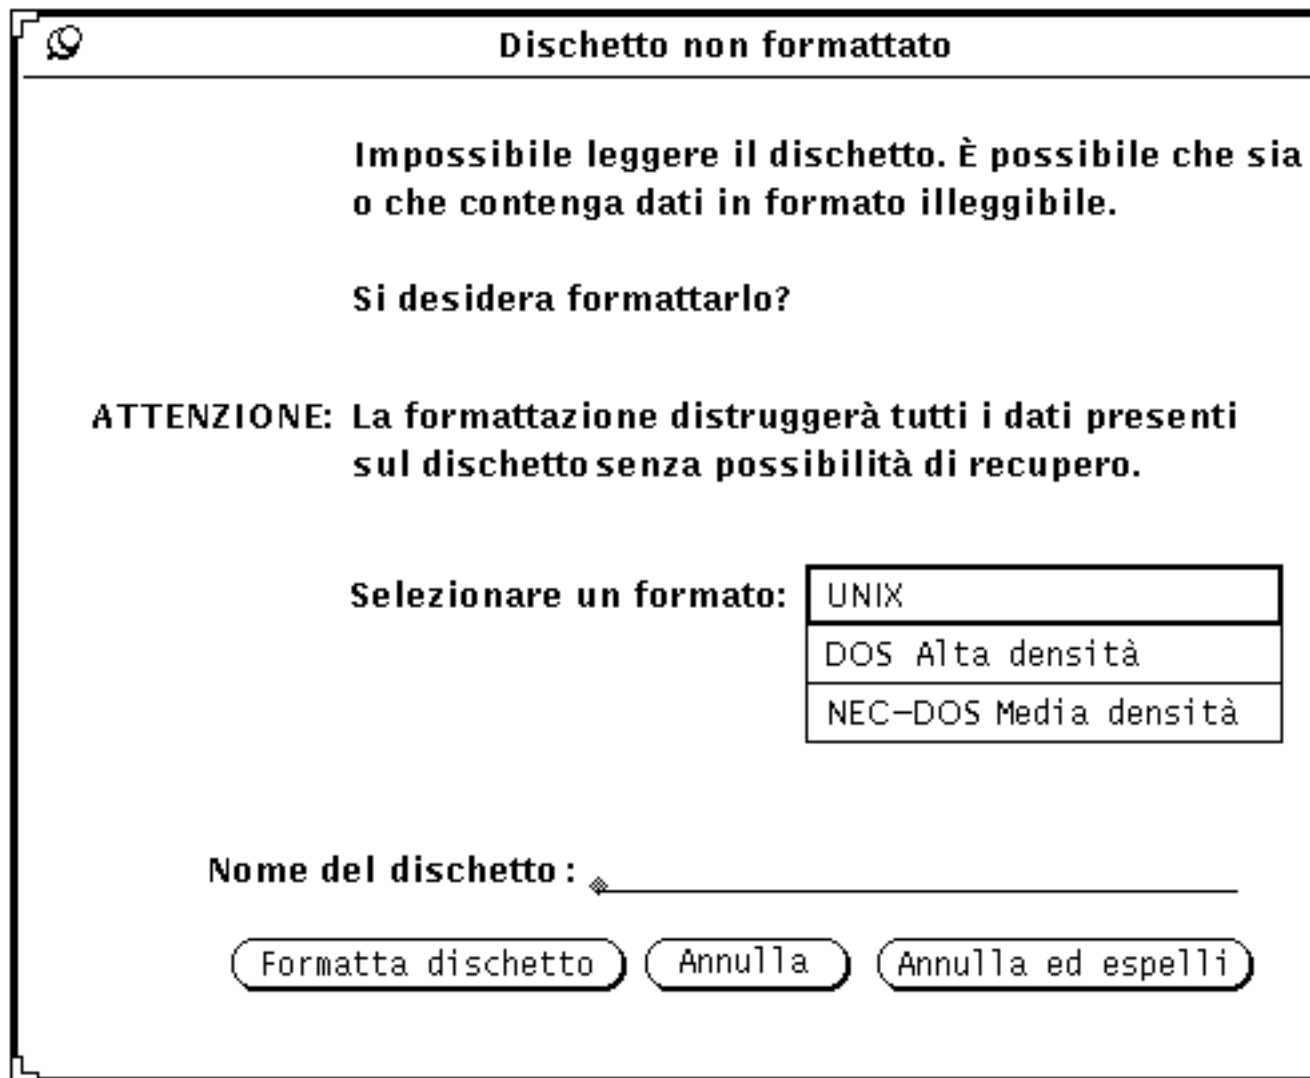 Dischetto non formattato
Impossibile leggere il dischetto. È possibile che sia
o che contenga dati in formato illeggibile.
Si desidera formattarlo?
ATTENZIONE: La formattazione distruggerà tutti i dati presenti
sul dischetto senza possibilità di recupero.
Selezionare un formato: UNIX
DOS Alta densità
NEC-DOS Media densità
Nome del dischetto :
Formatta dischetto Annulla Annulla ed espelli